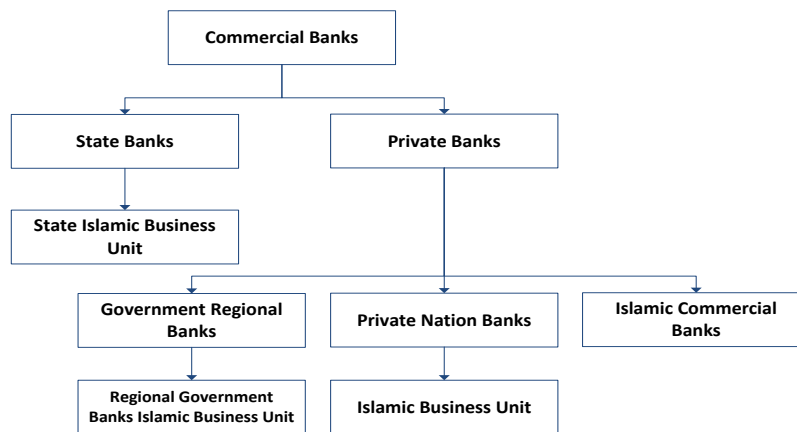 Commercial Banks
State Banks
Private Banks
State Islamic Business
Unit
Government Regional
Banks
Private Nation Banks
Islamic Commercial
Banks
Regional Government
Banks Islamic Business Unit
Islamic Business Unit